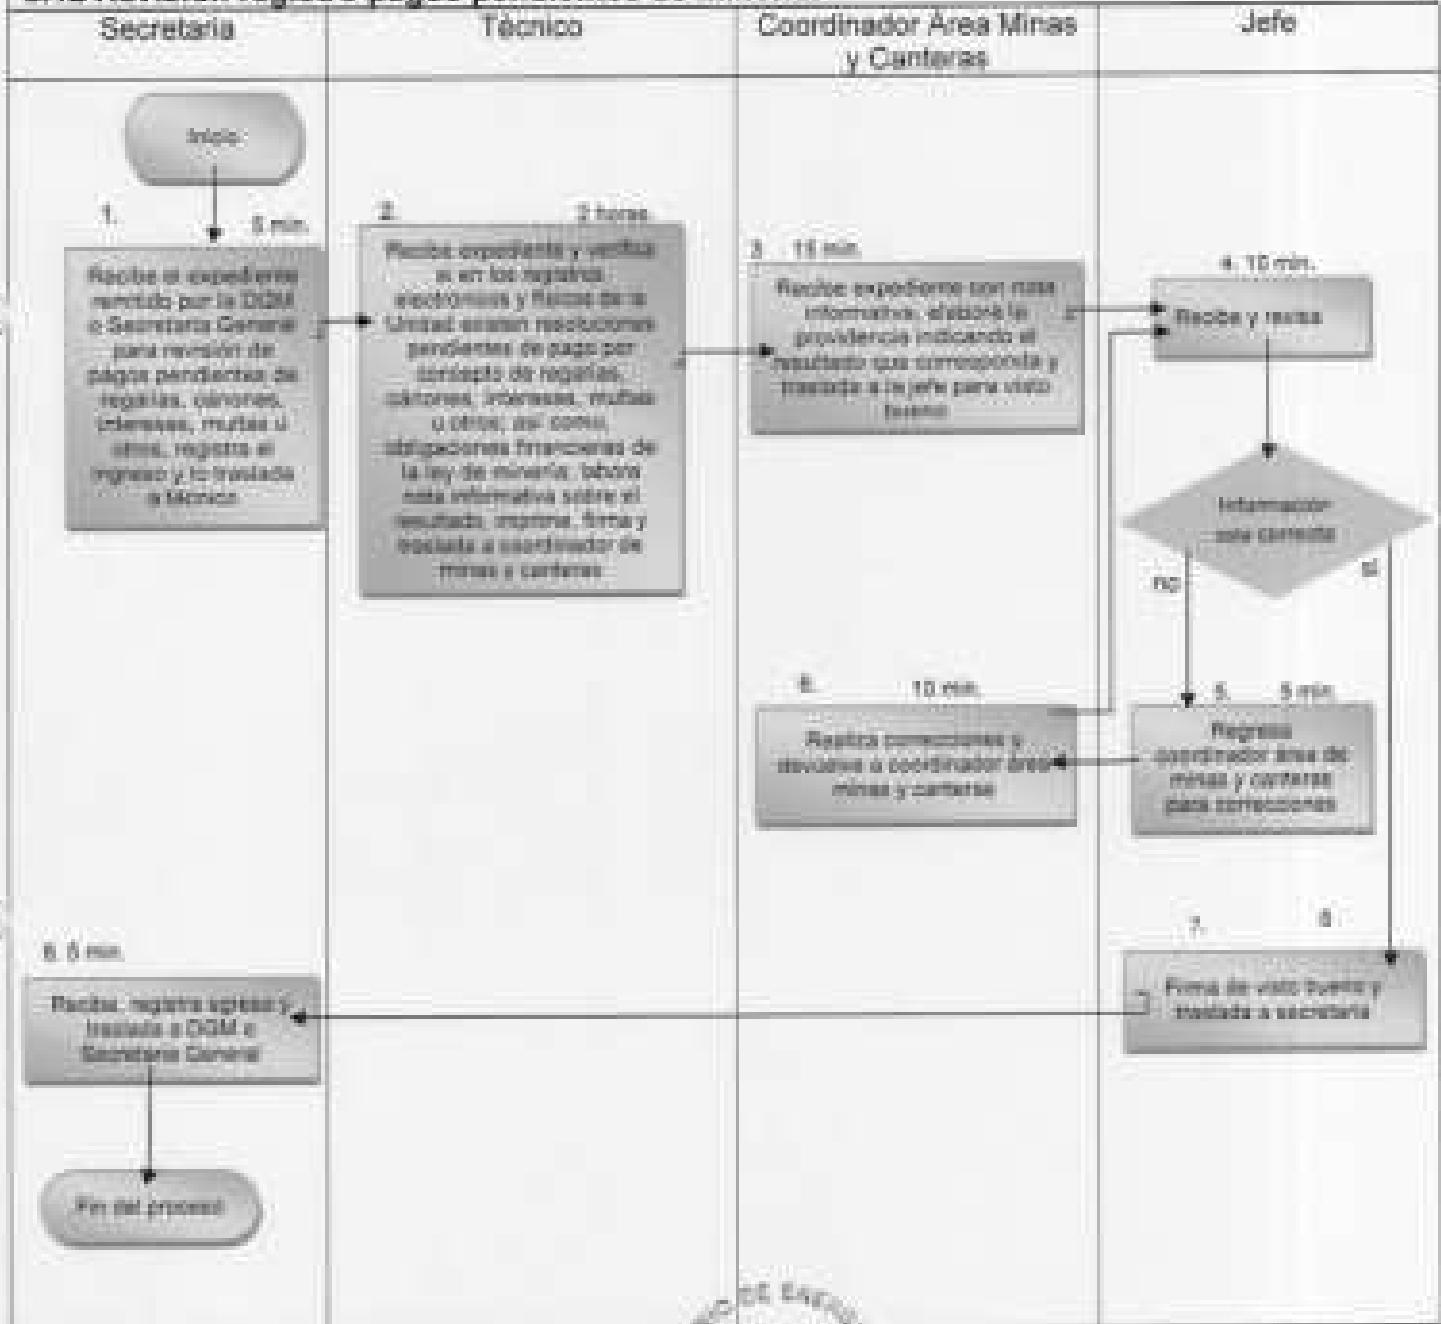 Secretaria
Técnico
Coordinador Área Minas
y Canteras
Jefe
Inicio
1.
5 min.
Recibe el expediente
remitido por la DGM
o Secretaría General
para revisión de
pagos pendientes de
regalías, cánones,
intereses, multas u
otros, registra el
ingreso y lo traslada
a técnico
2.
2 horas.
Recibe expediente y verifica
si en los registros
electrónicos y físicos de la
Unidad existen resoluciones
pendientes de pago por
concepto de regalías,
cánones, intereses, multas
u otros; así como,
obligaciones financieras de
la ley de minería, labora
nota informativa sobre el
resultado, imprime, firma y
traslada a coordinador de
minas y canteras
3. 15 min.
Recibe expediente con nota
informativa, elabora la
providencia indicando el
resultado que corresponda y
traslada a la jefe para visto
bueno
4. 10 min.
Recibe y revisa
Información
está correcta
no
si
5. 5 min.
Regresa
coordinador área de
minas y canteras
para correcciones
6. 10 min.
Realiza correcciones y
devuelve a coordinador área
minas y canteras
7.
Firma de visto bueno y
traslada a secretaria
5 min.
Recibe, registra egreso y
traslada a DGM o
Secretaría General
Fin del proceso
DE